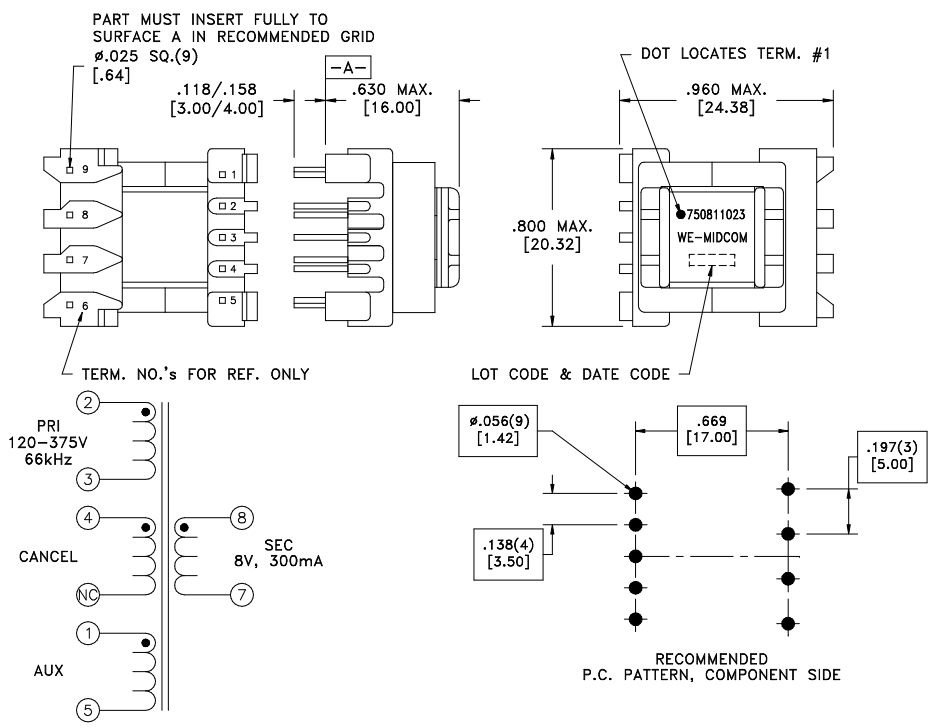 PART MUST INSERT FULLY TO
SURFACE A IN RECOMMENDED GRID
ø.025 SQ.(9)
[.64]
-A-
.118/.158
[3.00/4.00]
.630 MAX.
[16.00]
DOT LOCATES TERM. #1
.960 MAX.
[24.38]
9
8
7
6
1
2
3
4
5
.800 MAX.
[20.32]
750811023
WE-MIDCOM
TERM. NO.'s FOR REF. ONLY
LOT CODE & DATE CODE
2
PRI
120-375V
66kHz
3
4
CANCEL
NC
1
AUX
5
8
SEC
8V, 300mA
7
ø.056(9)
[1.42]
.669
[17.00]
.197(3)
[5.00]
.138(4)
[3.50]
RECOMMENDED
P.C. PATTERN, COMPONENT SIDE